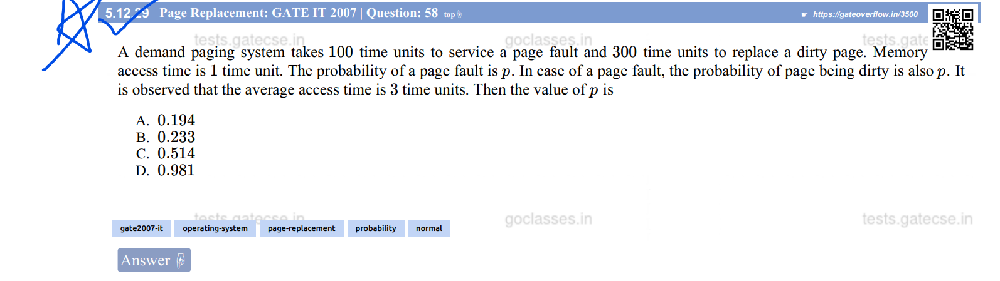 5.12.29 Page Replacement: GATE IT 2007 | Question: 58 top
https://gateoverflow.in/3500
tests.gatecse.in goclasses.in tests.gate
A demand paging system takes 100 time units to service a page fault and 300 time units to replace a dirty page. Memory
access time is 1 time unit. The probability of a page fault is p. In case of a page fault, the probability of page being dirty is also p. It
is observed that the average access time is 3 time units. Then the value of p is
A. 0.194
B. 0.233
C. 0.514
D. 0.981
tests.gatecse.in goclasses.in tests.gatecse.in
gate2007-it operating-system page-replacement probability normal
Answer